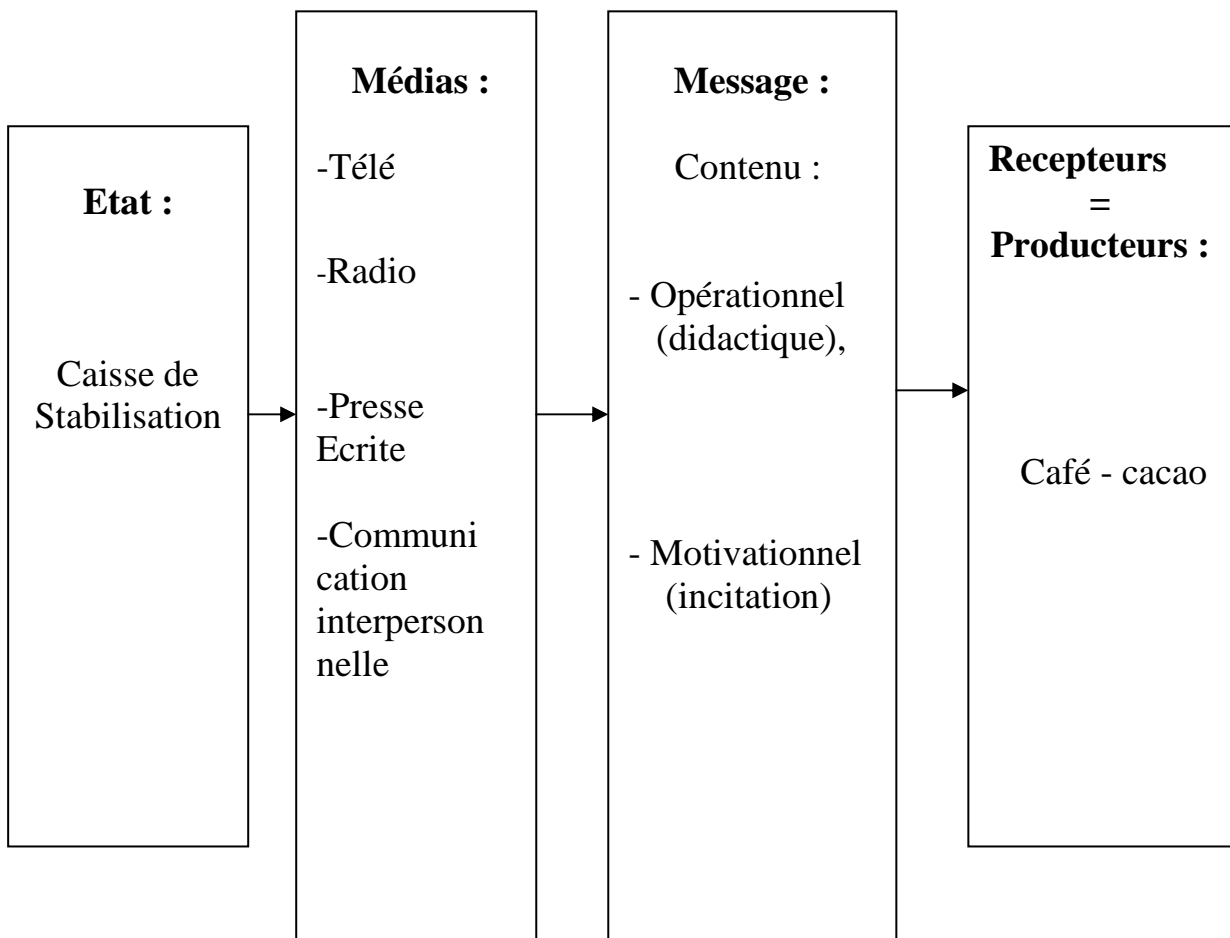 Etat :
Caisse de
Stabilisation
Médias :
-Télé
-Radio
-Presse
Ecrite
-Communi
cation
interperson
nelle
Message :
Contenu :
- Opérationnel
(didactique),
- Motivationnel
(incitation)
Recepteurs
=
Producteurs :
Café - cacao